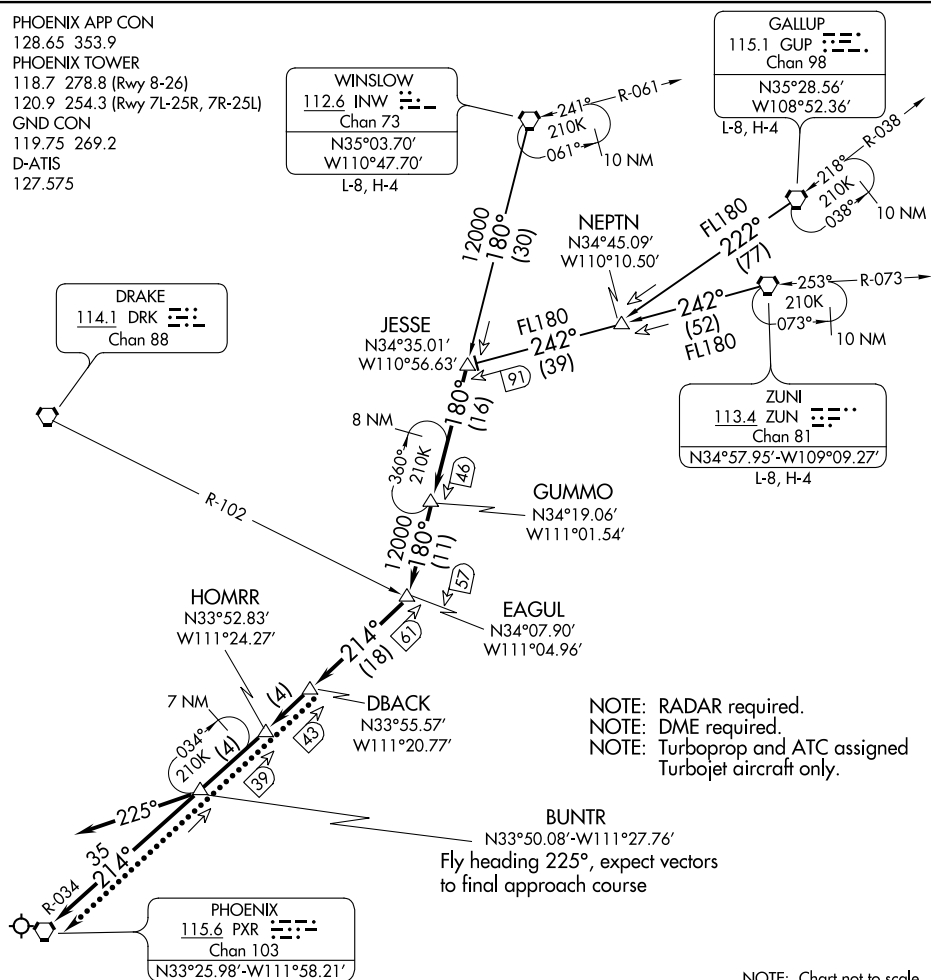 PHOENIX APP CON
128.65 353.9
PHOENIX TOWER
118.7 278.8 (Rwy 8-26)
120.9 254.3 (Rwy 7L-25R, 7R-25L)
GND CON
119.75 269.2
D-ATIS
127.575
WINSLOW
112.6 INW
Chan 73
N35°03.70'
W110°47.70'
L-8, H-4
241°
R-061
210K
061°
10 NM
GALLUP
115.1 GUP
Chan 98
N35°28.56'
W108°52.36'
L-8, H-4
R-038
218°
210K
038°
10 NM
FL180
222°
(77)
NEPTN
N34°45.09'
W110°10.50'
12000
180°
(30)
253°
R-073
210K
073°
10 NM
242°
(52)
FL180
FL180
242°
(39)
91
JESSE
N34°35.01'
W110°56.63'
DRAKE
114.1 DRK
Chan 88
ZUNI
113.4 ZUN
Chan 81
N34°57.95'-W109°09.27'
L-8, H-4
180°
(16)
8 NM
360°
210K
46
GUMMO
N34°19.06'
W111°01.54'
R-102
12000
180°
(11)
57
EAGUL
N34°07.90'
W111°04.96'
HOMRR
N33°52.83'
W111°24.27'
214°
(18)
61
(4)
DBACK
N33°55.57'
W111°20.77'
43
7 NM
034°
210K
(4)
39
NOTE: RADAR required.
NOTE: DME required.
NOTE: Turboprop and ATC assigned
Turbojet aircraft only.
225°
BUNTR
N33°50.08'-W111°27.76'
Fly heading 225°, expect vectors
to final approach course
35
214°
R-034
PHOENIX
115.6 PXR
Chan 103
N33°25.98'-W111°58.21'
NOTE: Chart not to scale